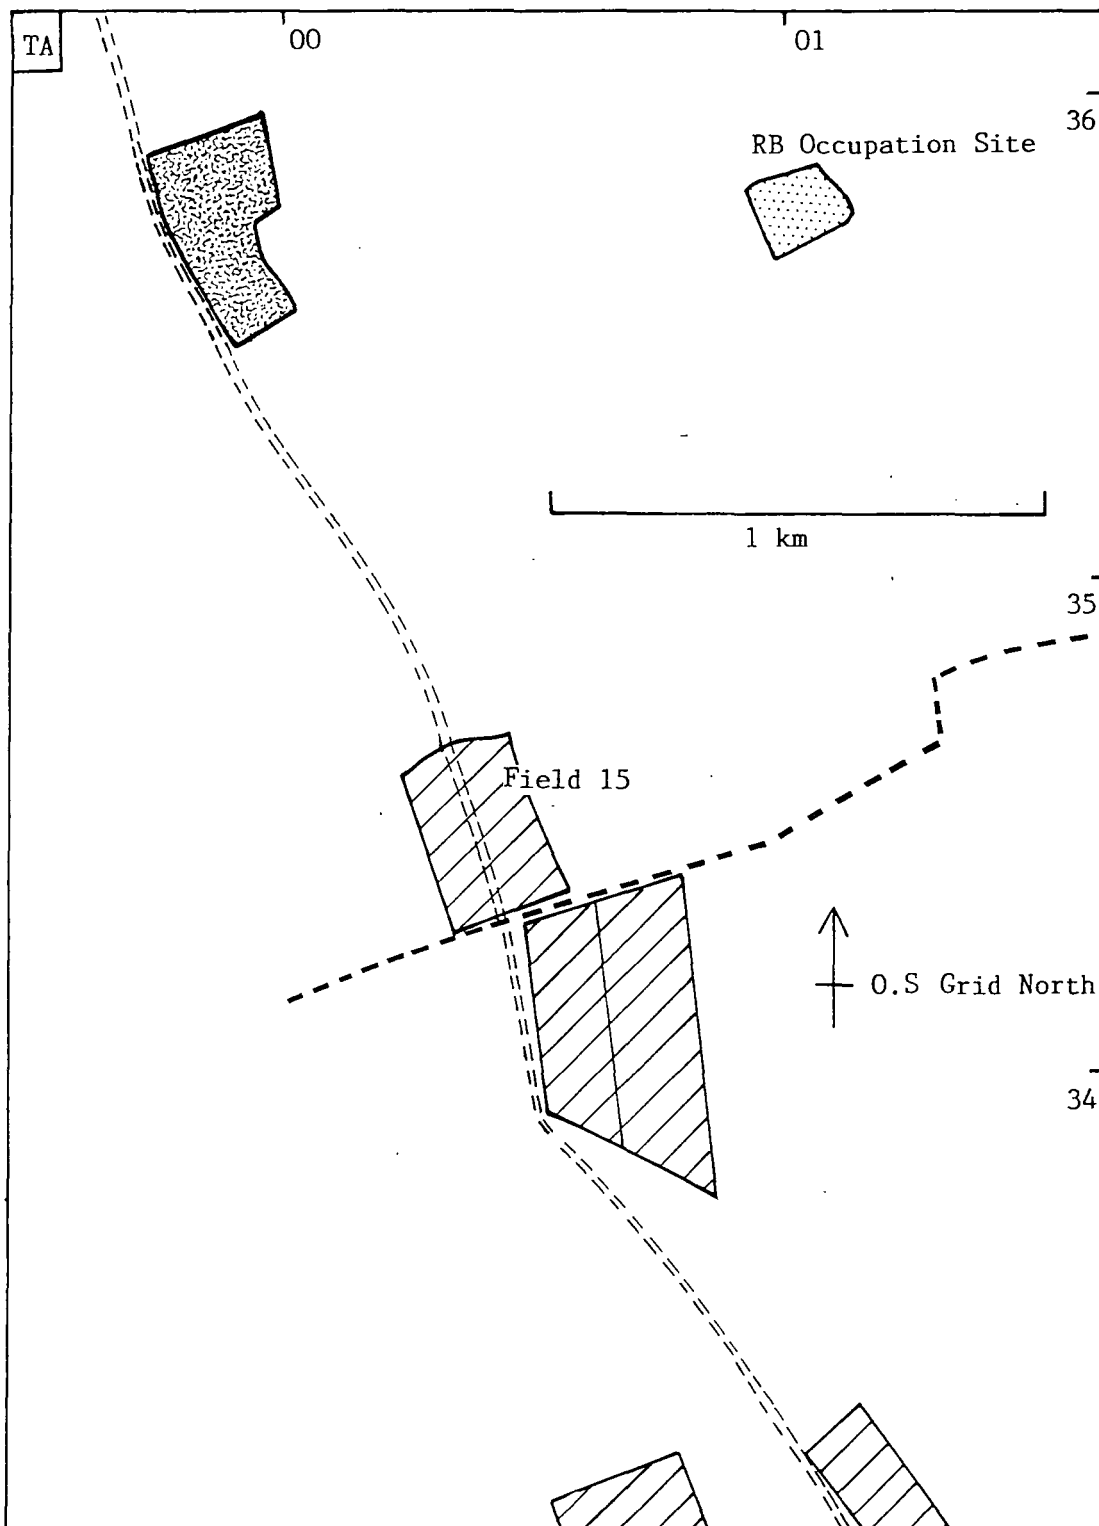 TA
00
01
36
RB Occupation Site
1 km
35
Field 15
O.S Grid North
34